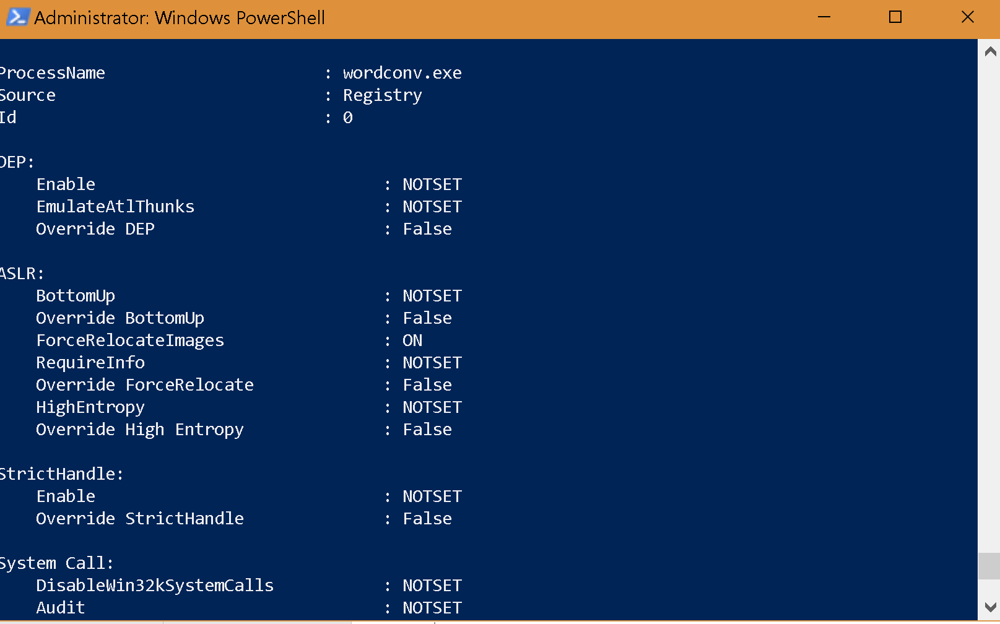 Administrator: Windows PowerShell
ProcessName : wordconv.exe
Source : Registry
Id : 0
DEP:
Enable : NOTSET
EmulateAtlThunks : NOTSET
Override DEP : False
ASLR:
BottomUp : NOTSET
Override BottomUp : False
ForceRelocateImages : ON
RequireInfo : NOTSET
Override ForceRelocate : False
HighEntropy : NOTSET
Override High Entropy : False
StrictHandle:
Enable : NOTSET
Override StrictHandle : False
System Call:
DisableWin32kSystemCalls : NOTSET
Audit : NOTSET